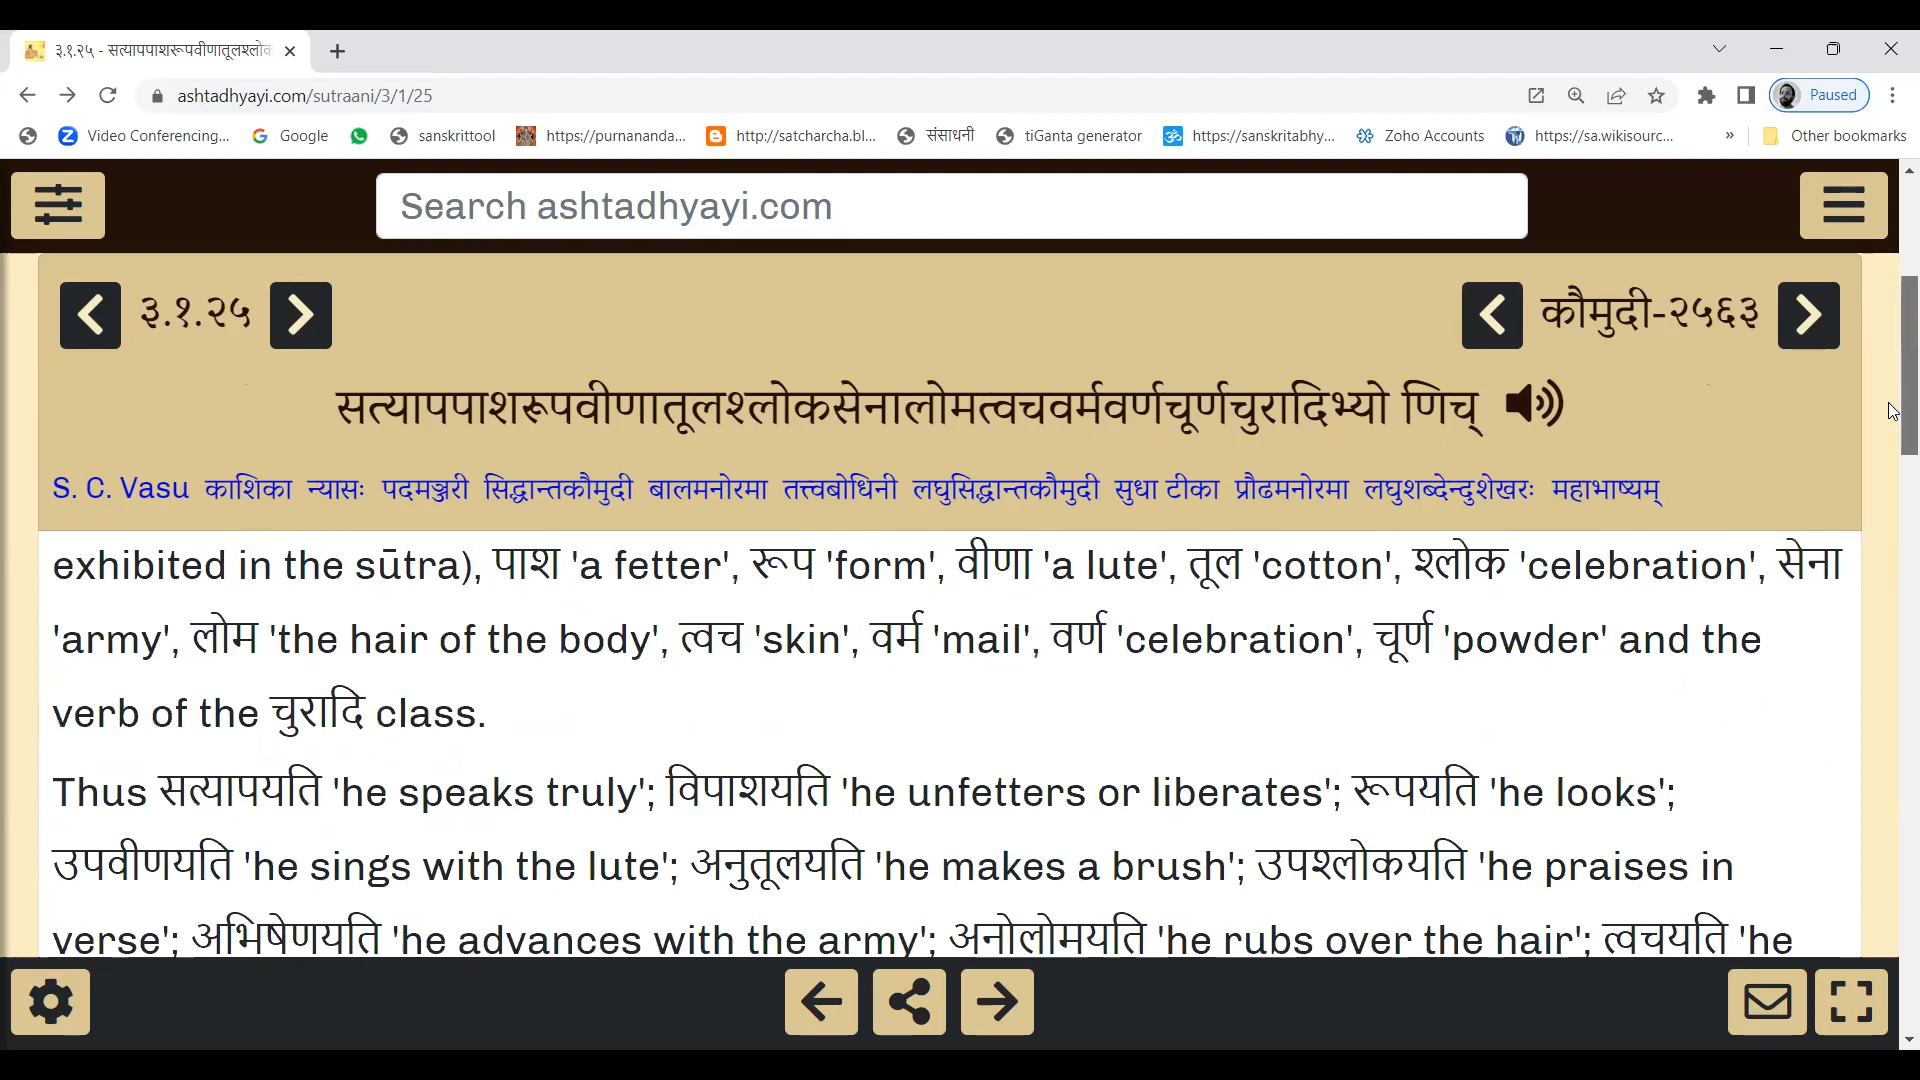 ३.१.२५ - सत्यापपाशरूपवीणातूलश्लोक
ashtadhyayi.com/sutraani/3/1/25
Paused
Video Conferencing...
Google
sanskrittool
https://purnananda...
http://satcharcha.bl...
संसाधनी
tiGanta generator
https://sanskritabhy...
Zoho Accounts
https://sa.wikisourc...
»
Other bookmarks
Search ashtadhyayi.com
३.१.२५
कौमुदी-२५६३
सत्यापपाशरूपवीणातूलश्लोकसेनालोमत्वचवर्मवर्णचूर्णचुरादिभ्यो णिच्
S. C. Vasu काशिका न्यासः पदमञ्जरी सिद्धान्तकौमुदी बालमनोरमा तत्त्वबोधिनी लघुसिद्धान्तकौमुदी सुधा टीका प्रौढमनोरमा लघुशब्देन्दुशेखरः महाभाष्यम्
exhibited in the sūtra), पाश 'a fetter', रूप 'form', वीणा 'a lute', तूल 'cotton', श्लोक 'celebration', सेना
'army', लोम 'the hair of the body', त्वच 'skin', वर्म 'mail', वर्ण 'celebration', चूर्ण 'powder' and the
verb of the चुरादि class.
Thus सत्यापयति 'he speaks truly'; विपाशयति 'he unfetters or liberates'; रूपयति 'he looks';
उपवीणयति 'he sings with the lute'; अनुतूलयति 'he makes a brush'; उपश्लोकयति 'he praises in
verse'; अभिषेणयति 'he advances with the army'; अनोलोमयति 'he rubs over the hair'; त्वचयति 'he